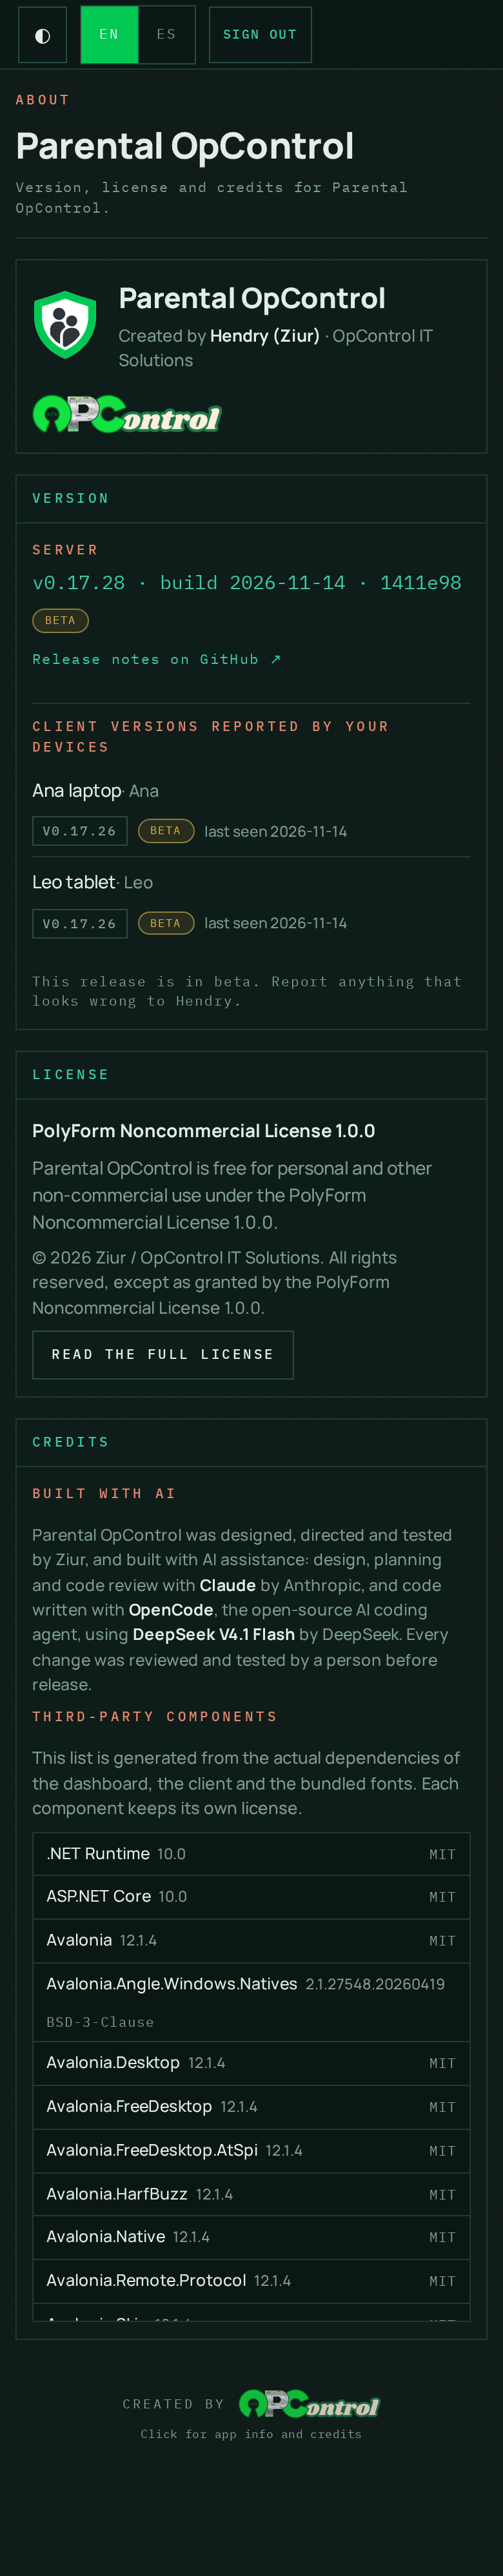 EN ES SIGN OUT
ABOUT
Parental OpControl
Version, license and credits for Parental
OpControl.
Parental OpControl
Created by Hendry (Ziur) · OpControl IT
Solutions
OPControl
VERSION
SERVER
v0.17.28 · build 2026-11-14 · 1411e98
BETA
Release notes on GitHub ↗
CLIENT VERSIONS REPORTED BY YOUR
DEVICES
Ana laptop · Ana
V0.17.26 BETA last seen 2026-11-14
Leo tablet · Leo
V0.17.26 BETA last seen 2026-11-14
This release is in beta. Report anything that
looks wrong to Hendry.
LICENSE
PolyForm Noncommercial License 1.0.0
Parental OpControl is free for personal and other
non-commercial use under the PolyForm
Noncommercial License 1.0.0.
© 2026 Ziur / OpControl IT Solutions. All rights
reserved, except as granted by the PolyForm
Noncommercial License 1.0.0.
READ THE FULL LICENSE
CREDITS
BUILT WITH AI
Parental OpControl was designed, directed and tested
by Ziur, and built with AI assistance: design, planning
and code review with Claude by Anthropic, and code
written with OpenCode, the open-source AI coding
agent, using DeepSeek V4.1 Flash by DeepSeek. Every
change was reviewed and tested by a person before
release.
THIRD-PARTY COMPONENTS
This list is generated from the actual dependencies of
the dashboard, the client and the bundled fonts. Each
component keeps its own license.
.NET Runtime 10.0 MIT
ASP.NET Core 10.0 MIT
Avalonia 12.1.4 MIT
Avalonia.Angle.Windows.Natives 2.1.27548.20260419
BSD-3-Clause
Avalonia.Desktop 12.1.4 MIT
Avalonia.FreeDesktop 12.1.4 MIT
Avalonia.FreeDesktop.AtSpi 12.1.4 MIT
Avalonia.HarfBuzz 12.1.4 MIT
Avalonia.Native 12.1.4 MIT
Avalonia.Remote.Protocol 12.1.4 MIT
CREATED BY OPControl
Click for app info and credits